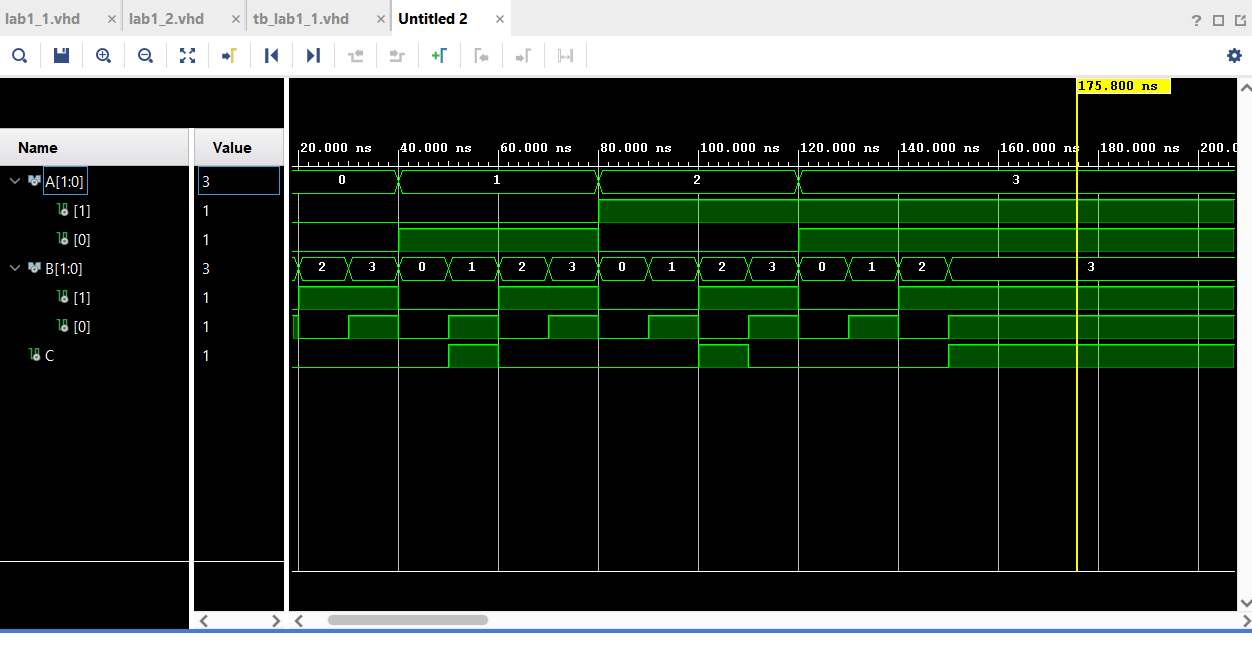 lab1_1.vhd × lab1_2.vhd × tb_lab1_1.vhd × Untitled 2 ×
?
175.800 ns
Name Value
20.000 ns 40.000 ns 60.000 ns 80.000 ns 100.000 ns 120.000 ns 140.000 ns 160.000 ns 180.000 ns 200.0
A[1:0] 3 0 1 2 3
[1] 1
[0] 1
B[1:0] 3 2 3 0 1 2 3 0 1 2 3 0 1 2 3
[1] 1
[0] 1
C 1